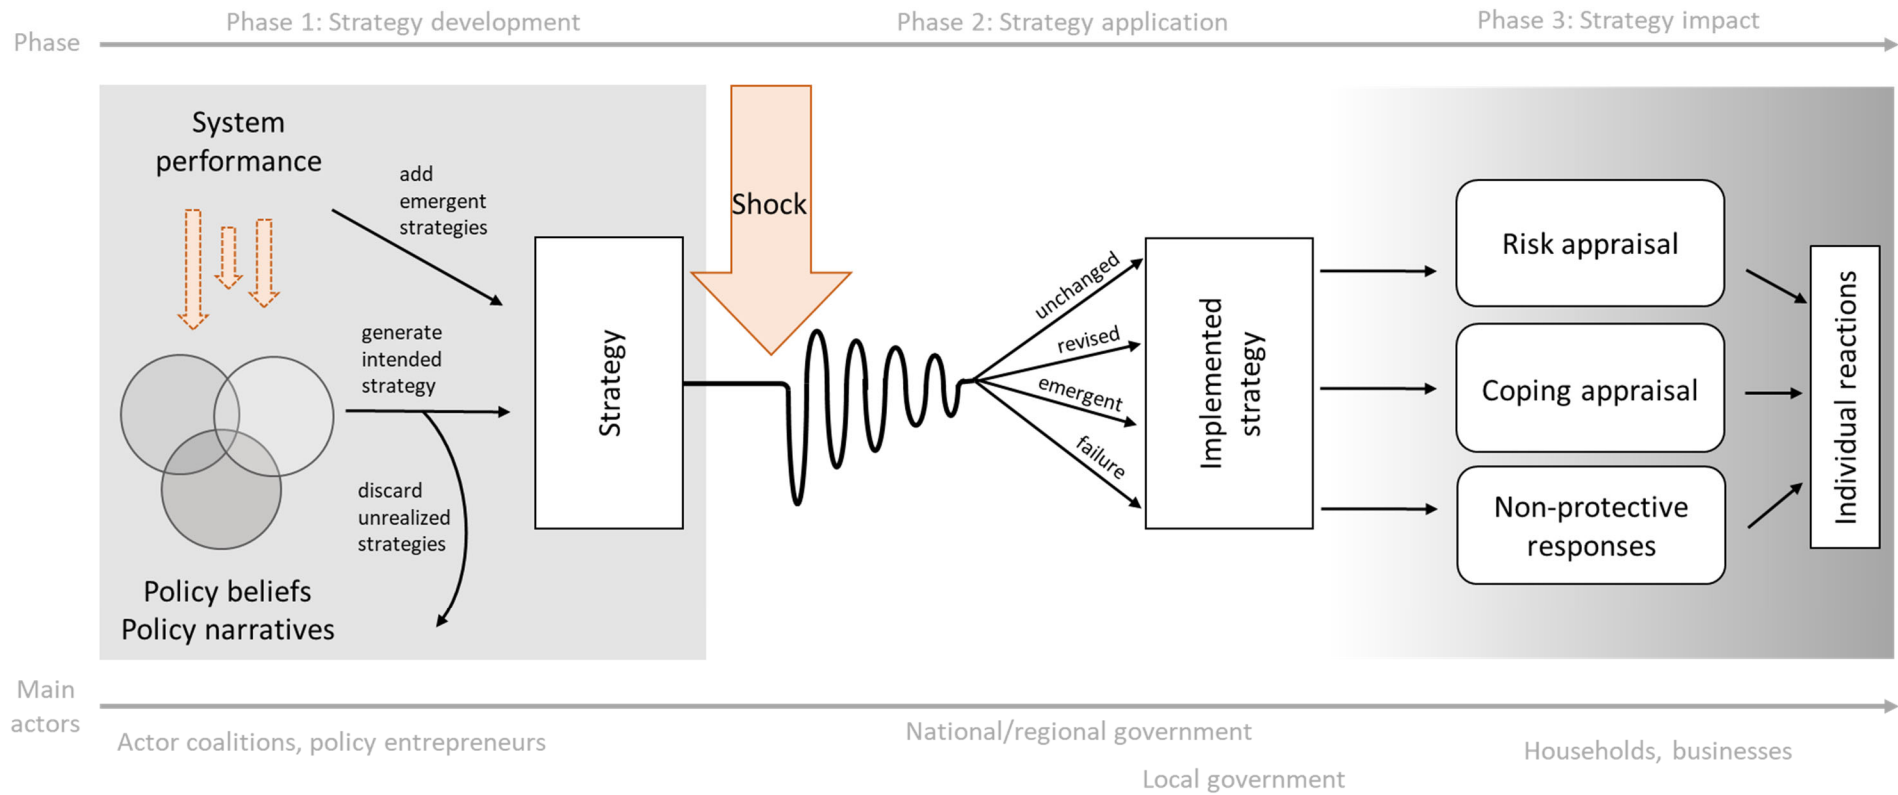 Phase 1: Strategy development
Phase 2: Strategy application
Phase 3: Strategy impact
Phase
System
performance
add
emergent
strategies
generate
intended
strategy
discard
unrealized
strategies
Policy beliefs
Policy narratives
Strategy
Shock
unchanged
revised
emergent
failure
Implemented
strategy
Risk appraisal
Coping appraisal
Non-protective
responses
Individual reactions
Main
actors
Actor coalitions, policy entrepreneurs
National/regional government
Local government
Households, businesses